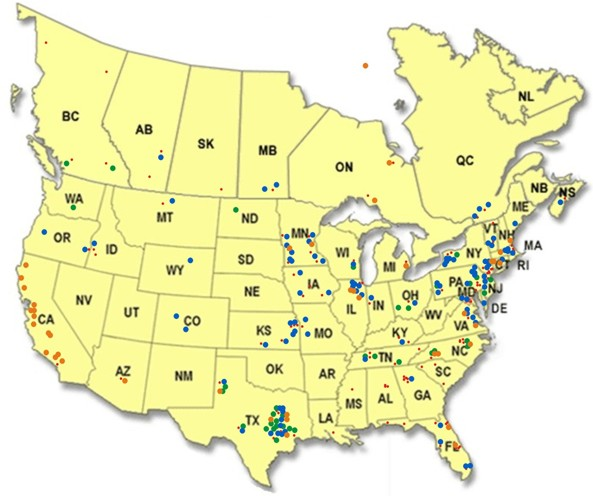 NL
BC
AB
SK
MB
ON
QC
NB
NS
ME
WA
MT
ND
MN
VT
NH
OR
ID
WI
MI
NY
MA
SD
CT
RI
WY
IA
PA
NJ
NE
MD
NV
UT
CO
IL
IN
OH
DE
CA
KS
MO
WV
VA
KY
AZ
NM
OK
AR
TN
NC
SC
TX
LA
MS
AL
GA
FL